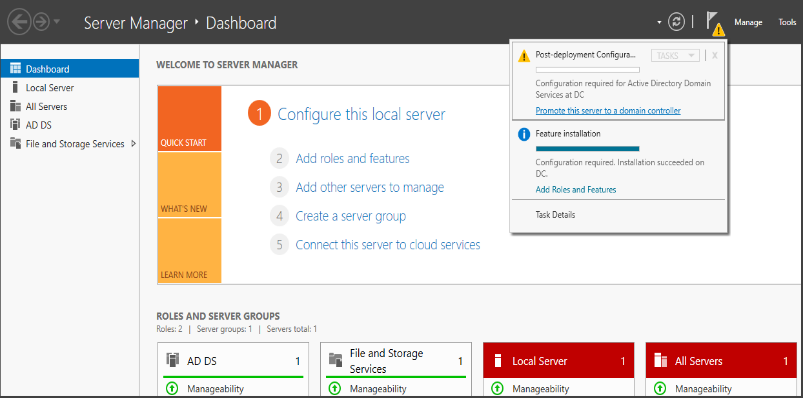 Server Manager • Dashboard
Manage
Tools
Dashboard
Local Server
All Servers
AD DS
File and Storage Services
WELCOME TO SERVER MANAGER
QUICK START
WHAT'S NEW
LEARN MORE
1 Configure this local server
2 Add roles and features
3 Add other servers to manage
4 Create a server group
5 Connect this server to cloud services
Post-deployment Configura...
TASKS
X
Configuration required for Active Directory Domain
Services at DC
Promote this server to a domain controller
Feature installation
Configuration required. Installation succeeded on
DC.
Add Roles and Features
Task Details
ROLES AND SERVER GROUPS
Roles: 2 | Server groups: 1 | Servers total: 1
AD DS 1
Manageability
File and Storage 1
Services
Manageability
Local Server 1
Manageability
All Servers 1
Manageability